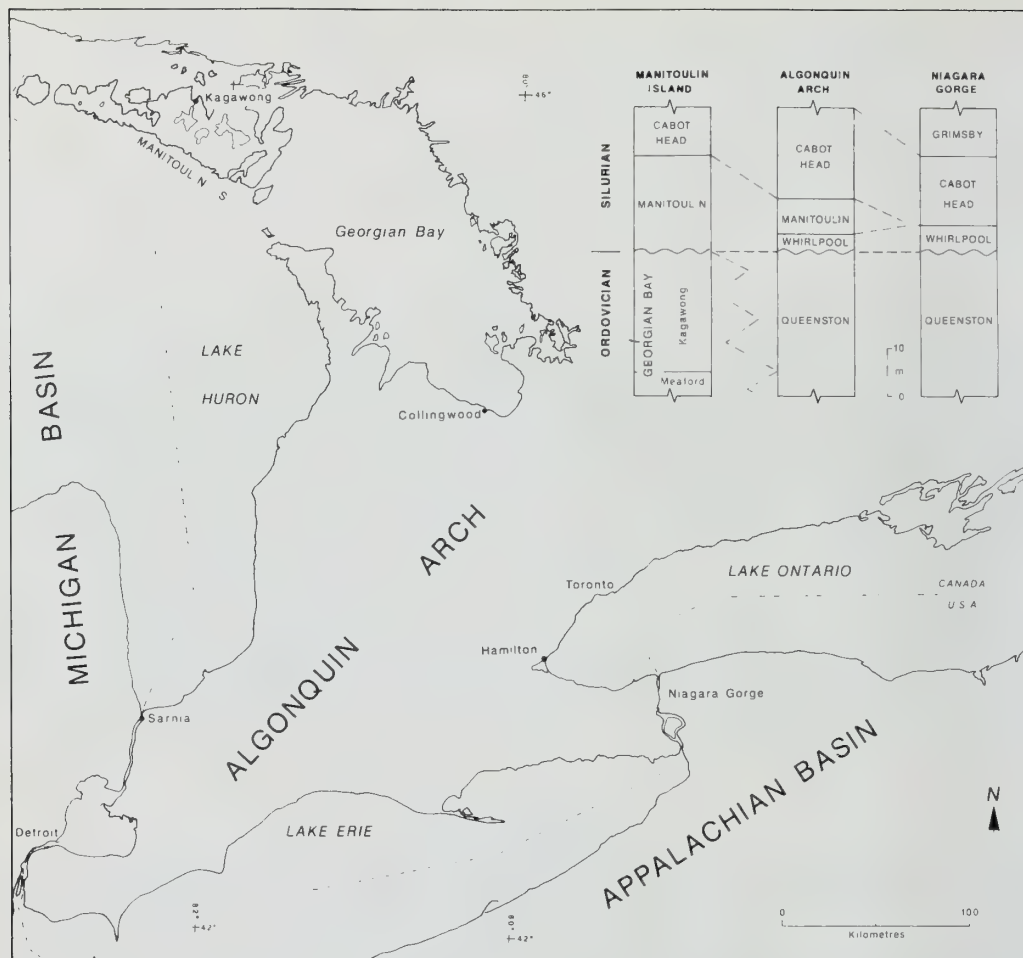 Kagawong
MANITOUL N S
Georgian Bay
+ 46°
MANITOULIN ISLAND
ALGONQUIN ARCH
NIAGARA GORGE
SILURIAN
ORDOVICIAN
CABOT HEAD
MANITOUL N
GEORGIAN BAY
Kagawong
Meaford
CABOT HEAD
MANITOULIN
WHIRLPOOL
QUEENSTON
GRIMSBY
CABOT HEAD
WHIRLPOOL
QUEENSTON
10
m
0
LAKE
HURON
Collingwood
MICHIGAN BASIN
ALGONQUIN ARCH
Toronto
LAKE ONTARIO
CANADA
USA
Hamilton
Niagara Gorge
Sarnia
Detroit
LAKE ERIE
APPALACHIAN BASIN
N
82°
+ 42°
80°
+ 42°
0 100
Kilometres